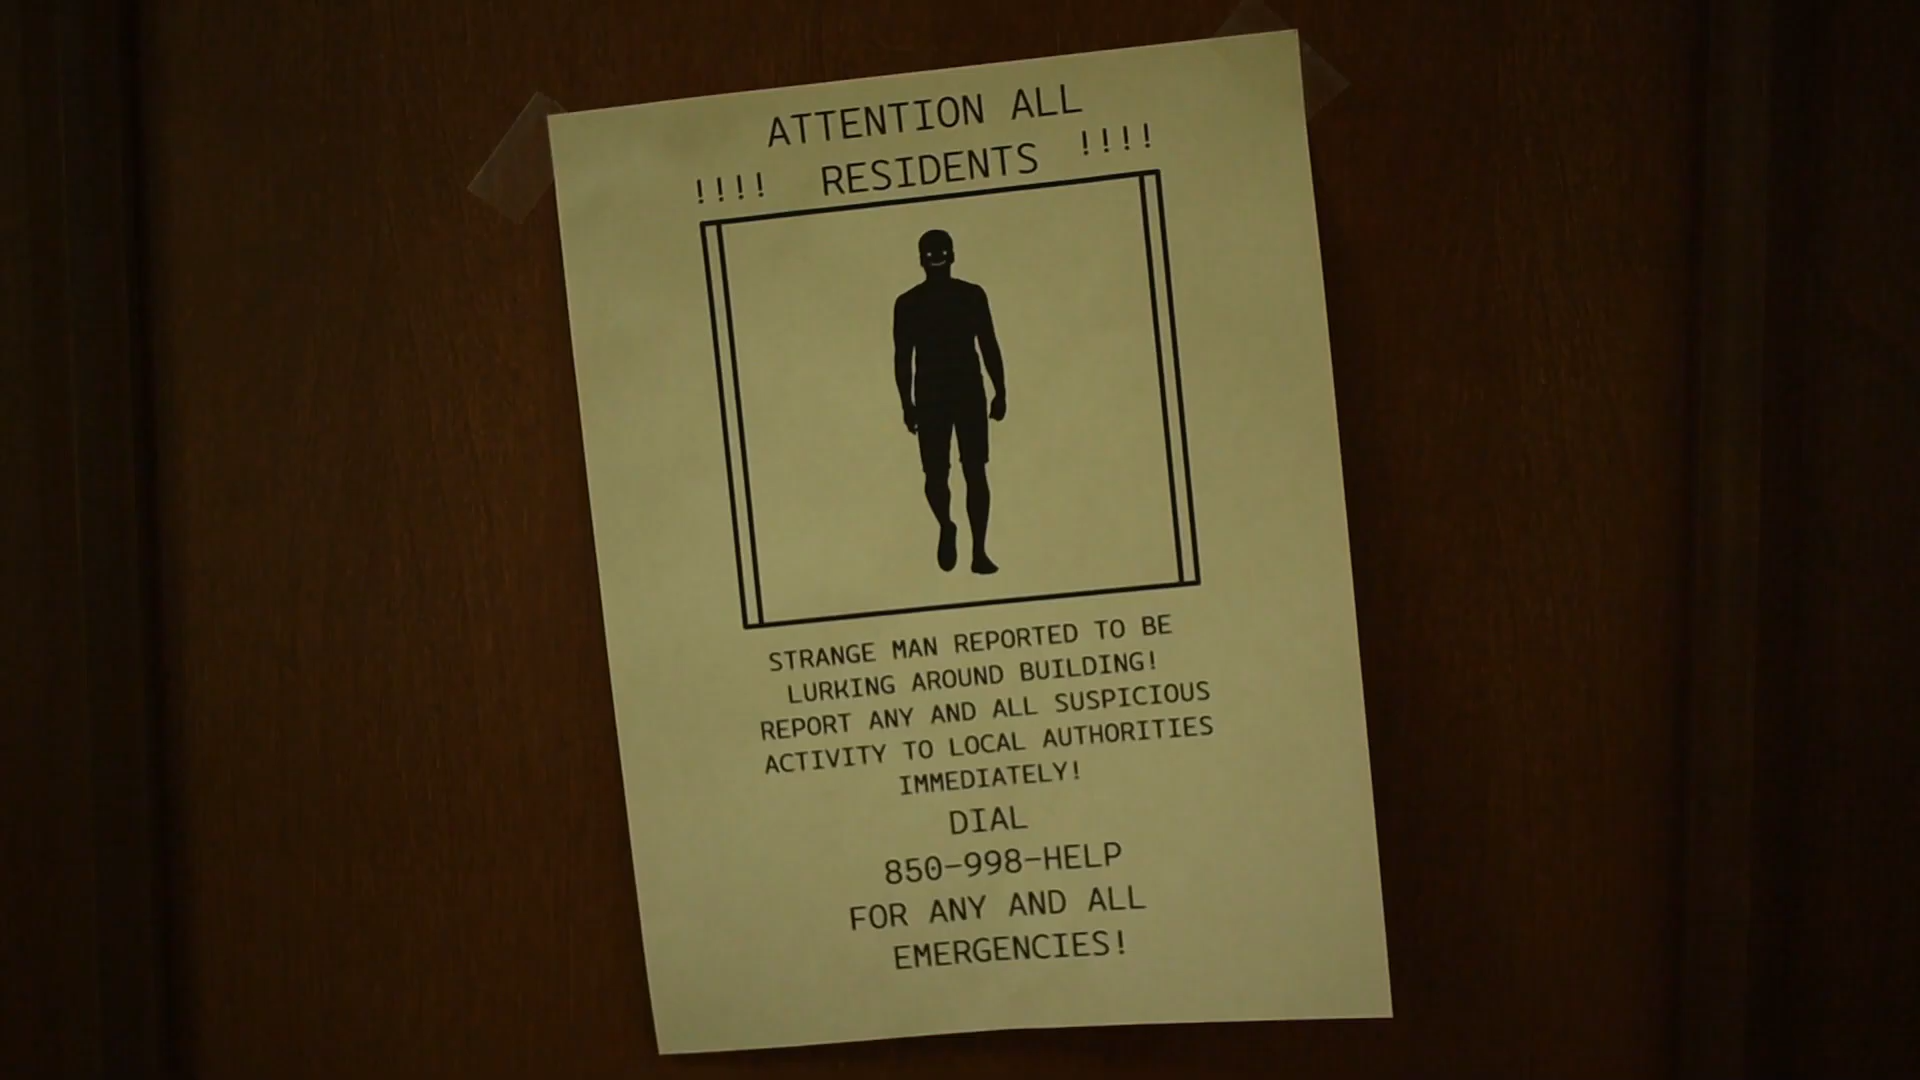 ATTENTION ALL
!!!! RESIDENTS !!!!
STRANGE MAN REPORTED TO BE
LURKING AROUND BUILDING!
REPORT ANY AND ALL SUSPICIOUS
ACTIVITY TO LOCAL AUTHORITIES
IMMEDIATELY!
DIAL
850-998-HELP
FOR ANY AND ALL
EMERGENCIES!